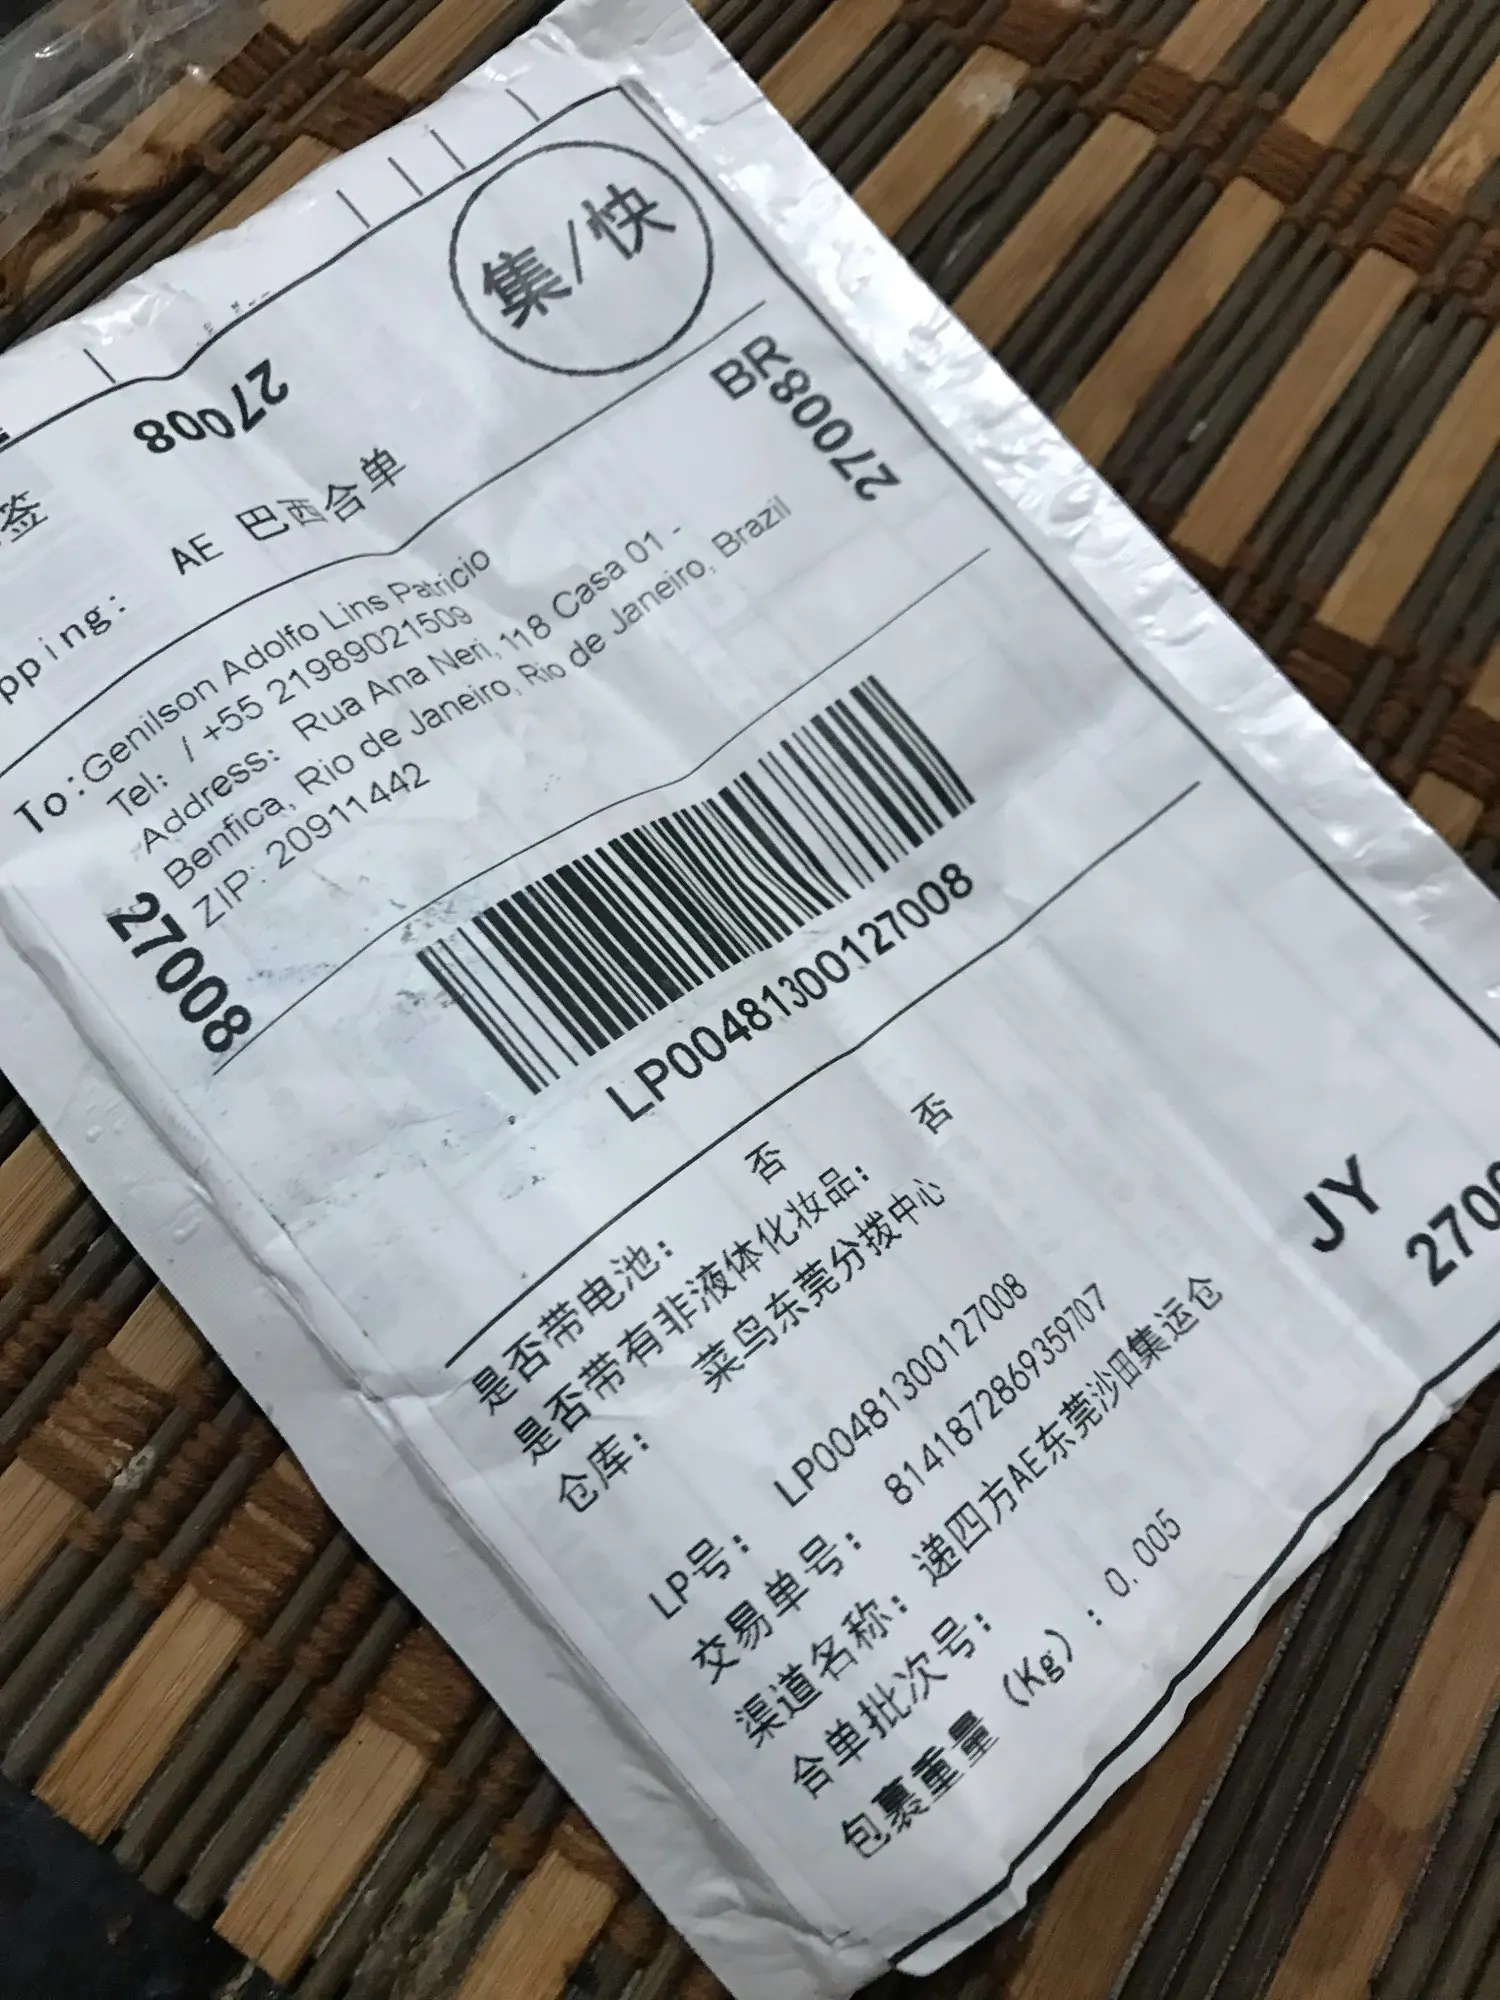 集/快
27008
签
AE 巴西合单
BR
27008
pping:
To:Genilson Adolfo Lins Patricio
Tel: / +55 21989021509
Address: Rua Ana Neri, 118 Casa 01 -
Benfica, Rio de Janeiro, Rio de Janeiro, Brazil
ZIP: 20911442
27008
LP00481300127008
是否带电池: 否
是否带有非液体化妆品: 否
仓库: 菜鸟东莞分拨中心
LP号: LP00481300127008
交易单号: 8141872869359707
渠道名称: 递四方AE东莞沙田集运仓
合单批次号:
包裹重量 (Kg): 0.005
JY
2700